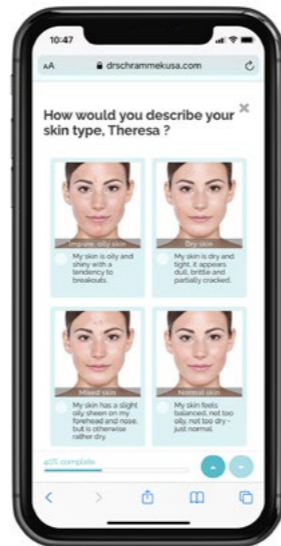 10:47
AA drschrammekusa.com
How would you describe your
skin type, Theresa ?
Impure, oily skin
Dry skin
My skin is oily and
shiny with a
tendency to
breakouts.
My skin is dry and
tight, it appears
dull, brittle and
partially cracked.
Mixed skin
Normal skin
My skin has a slight
oily sheen on my
forehead and nose,
but is otherwise
rather dry.
My skin feels
balanced, not too
oily, not too dry -
just normal.
40% complete